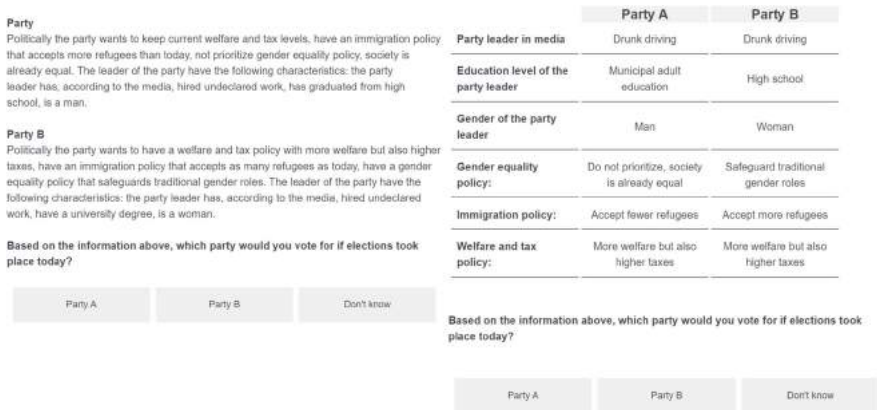 Party
Politically the party wants to keep current welfare and tax levels, have an immigration policy
that accepts more refugees than today, not prioritize gender equality policy, society is
already equal. The leader of the party have the following characteristics: the party
leader has, according to the media, hired undeclared work, has graduated from high
school, is a man.
Party B
Politically the party wants to have a welfare and tax policy with more welfare but also higher
taxes, have an immigration policy that accepts as many refugees as today, have a gender
equality policy that safeguards traditional gender roles. The leader of the party have the
following characteristics: the party leader has, according to the media, hired undeclared
work, have a university degree, is a woman.
Based on the information above, which party would you vote for if elections took
place today?
Party A Party B Don't know
Party A Party B
Party leader in media Drunk driving Drunk driving
Education level of the party leader Municipal adult education High school
Gender of the party leader Man Woman
Gender equality policy: Do not prioritize, society is already equal Safeguard traditional gender roles
Immigration policy: Accept fewer refugees Accept more refugees
Welfare and tax policy: More welfare but also higher taxes More welfare but also higher taxes
Based on the information above, which party would you vote for if elections took
place today?
Party A Party B Don't know